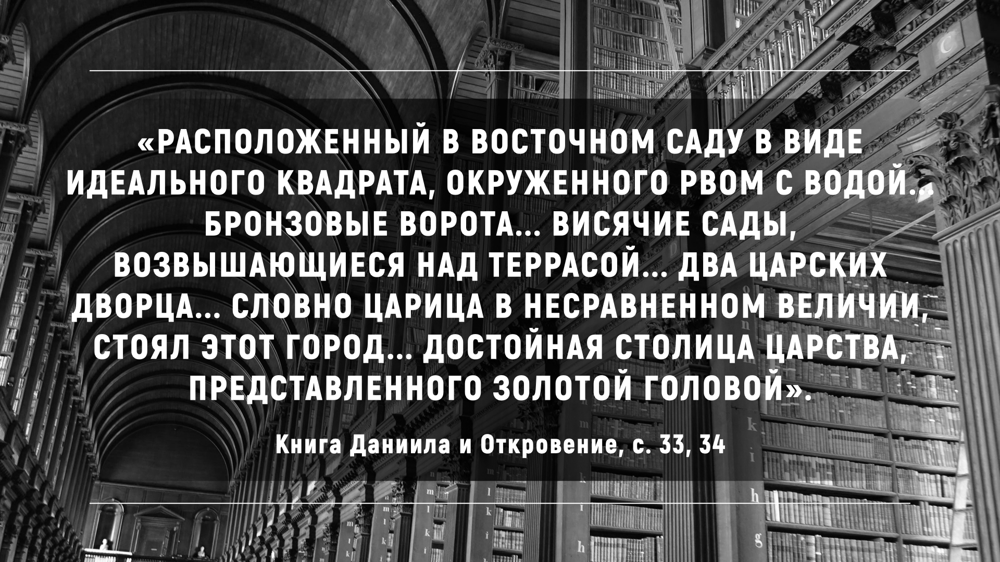 «РАСПОЛОЖЕННЫЙ В ВОСТОЧНОМ САДУ В ВИДЕ
ИДЕАЛЬНОГО КВАДРАТА, ОКРУЖЕННОГО РВОМ С ВОДОЙ...
БРОНЗОВЫЕ ВОРОТА... ВИСЯЧИЕ САДЫ,
ВОЗВЫШАЮЩИЕСЯ НАД ТЕРРАСОЙ... ДВА ЦАРСКИХ
ДВОРЦА... СЛОВНО ЦАРИЦА В НЕСРАВНЕННОМ ВЕЛИЧИИ,
СТОЯЛ ЭТОТ ГОРОД... ДОСТОЙНАЯ СТОЛИЦА ЦАРСТВА,
ПРЕДСТАВЛЕННОГО ЗОЛОТОЙ ГОЛОВОЙ».
Книга Даниила и Откровение, с. 33, 34